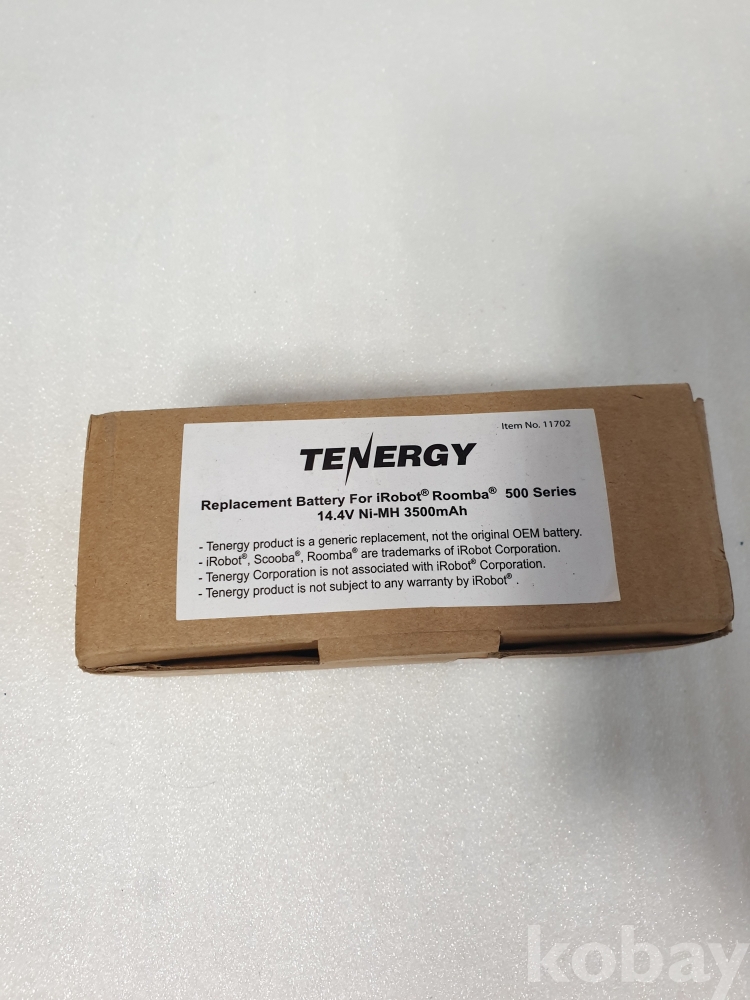 Item No. 11702
TENERGY
Replacement Battery For iRobot® Roomba® 500 Series
14.4V Ni-MH 3500mAh
- Tenergy product is a generic replacement, not the original OEM battery.
- iRobot®, Scooba®, Roomba® are trademarks of iRobot Corporation.
- Tenergy Corporation is not associated with iRobot® Corporation.
- Tenergy product is not subject to any warranty by iRobot® .
kobay